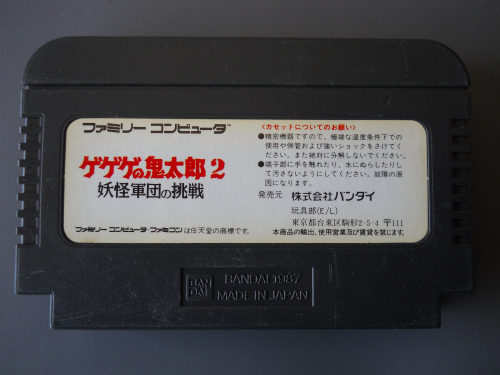 ファミリー コンピュータ™
ゲゲゲの鬼太郎2
妖怪軍団の挑戦
ファミリーコンピュータ・ファミコンは任天堂の商標です。
〈カセットについてのお願い〉
●精密機器ですので、極端な温度条件下での
使用や保管および強いショックをさけてく
ださい。また絶対に分解しないでください。
●端子部に手を触れたり、水にぬらしたりし
て汚さないようにしてください。故障の原
因になります。
発売元 株式会社バンダイ
玩具部(E/L)
東京都台東区駒形2-5-4 〒111
本商品の輸出、使用営業及び賃貸を禁じます。
BAN
DAI
BANDAI 1987
MADE IN JAPAN